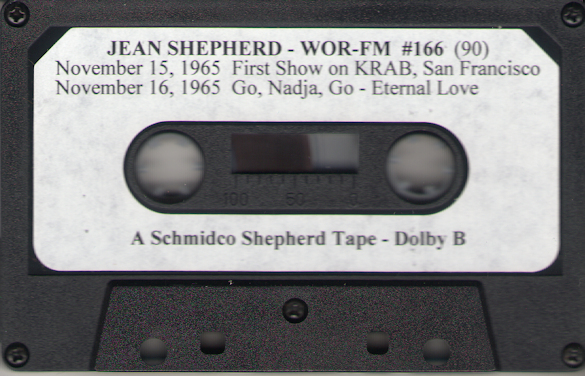 JEAN SHEPHERD - WOR-FM #166 (90)
November 15, 1965 First Show on KRAB, San Francisco
November 16, 1965 Go, Nadja, Go - Eternal Love
100 50 0
A Schmidco Shepherd Tape - Dolby B